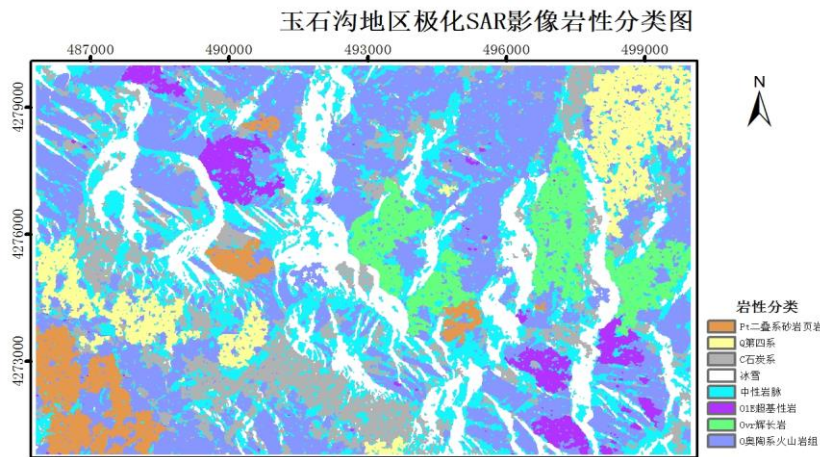 玉石沟地区极化SAR影像岩性分类图
487000 490000 493000 496000 499000
N
4279000
4276000
4273000
岩性分类
Pt二叠系砂岩页岩
Q第四系
C石炭系
冰雪
中性岩脉
O1E超基性岩
Ovr辉长岩
O奥陶系火山岩组